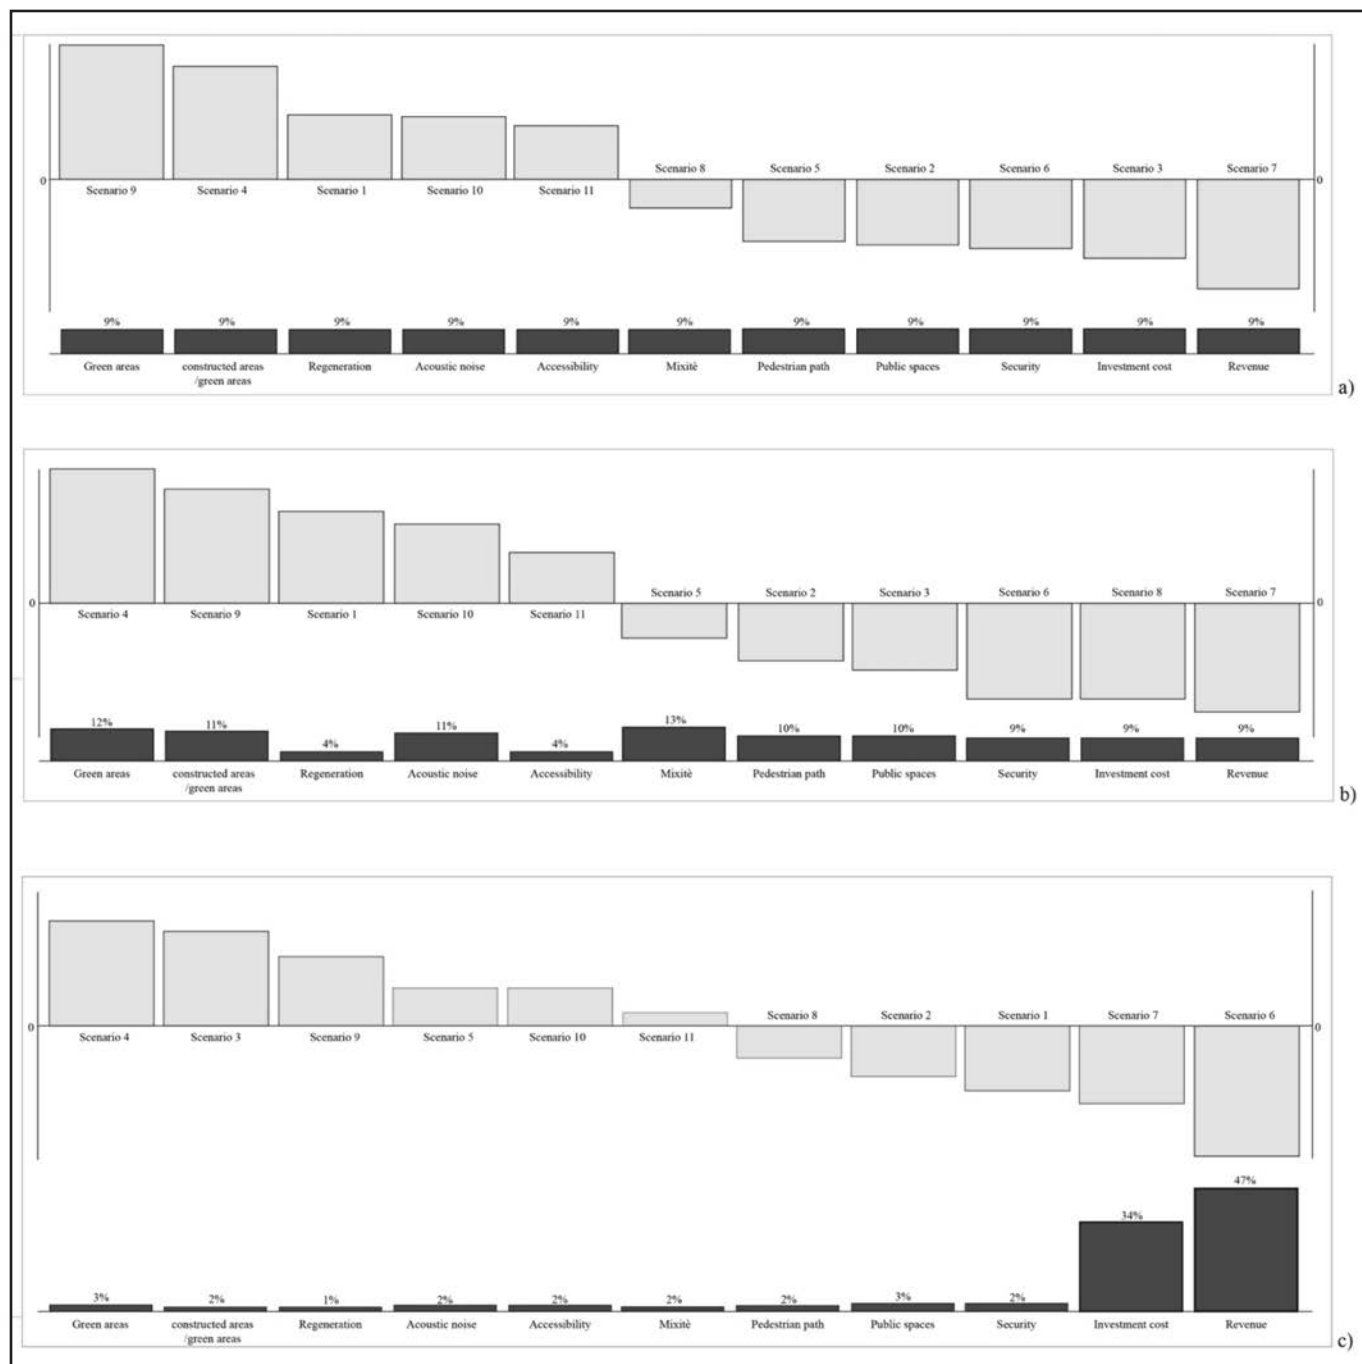 Scenario 8 Scenario 5 Scenario 2 Scenario 6 Scenario 3 Scenario 7
0 0
Scenario 9 Scenario 4 Scenario 1 Scenario 10 Scenario 11
9% 9% 9% 9% 9% 9% 9% 9% 9% 9% 9%
Green areas constructed areas Regeneration Acoustic noise Accessibility Mixitè Pedestrian path Public spaces Security Investment cost Revenue
/green areas
a)
Scenario 5 Scenario 2 Scenario 3 Scenario 6 Scenario 8 Scenario 7
0 0
Scenario 4 Scenario 9 Scenario 1 Scenario 10 Scenario 11
12% 11% 4% 11% 4% 13% 10% 10% 9% 9% 9%
Green areas constructed areas Regeneration Acoustic noise Accessibility Mixitè Pedestrian path Public spaces Security Investment cost Revenue
/green areas
b)
Scenario 8 Scenario 2 Scenario 1 Scenario 7 Scenario 6
0 0
Scenario 4 Scenario 3 Scenario 9 Scenario 5 Scenario 10 Scenario 11
3% 2% 1% 2% 2% 2% 2% 3% 2% 34% 47%
Green areas constructed areas Regeneration Acoustic noise Accessibility Mixitè Pedestrian path Public spaces Security Investment cost Revenue
/green areas
c)